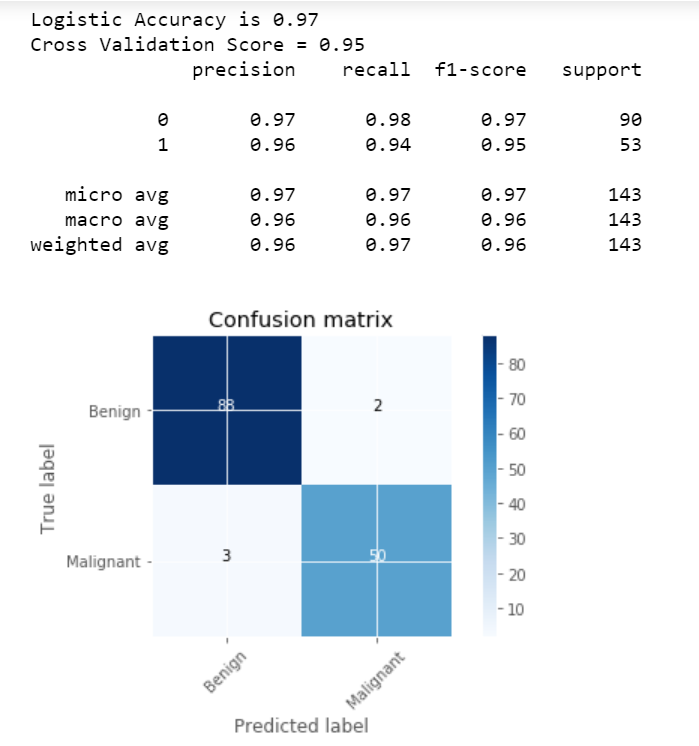 Logistic Accuracy is 0.97
Cross Validation Score = 0.95
precision recall f1-score support
0 0.97 0.98 0.97 90
1 0.96 0.94 0.95 53
micro avg 0.97 0.97 0.97 143
macro avg 0.96 0.96 0.96 143
weighted avg 0.96 0.97 0.96 143
Confusion matrix
80
70
60
50
40
30
20
10
True label
Benign 88 2
Malignant 3 50
Benign Malignant
Predicted label